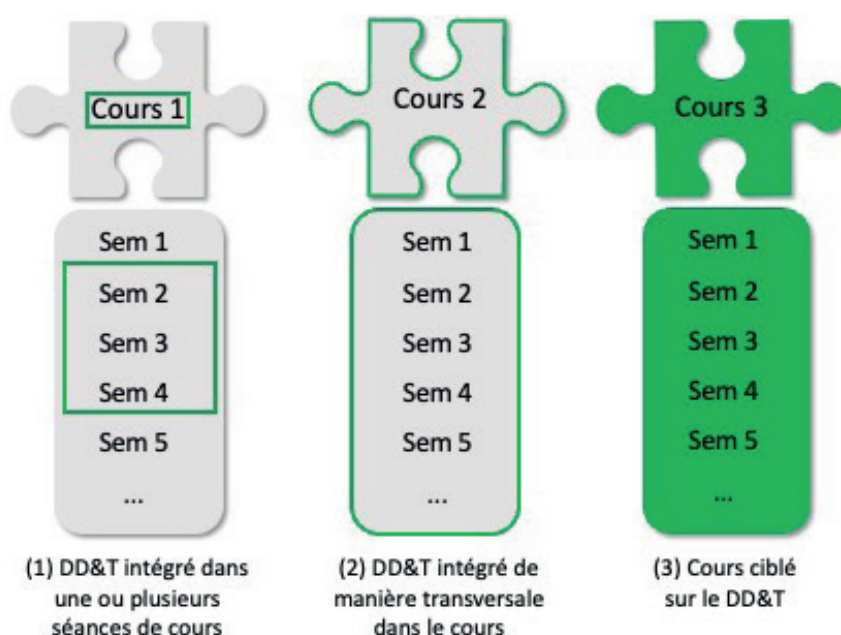 Cours 1
Sem 1
Sem 2
Sem 3
Sem 4
Sem 5
...
(1) DD&T intégré dans
une ou plusieurs
séances de cours
Cours 2
Sem 1
Sem 2
Sem 3
Sem 4
Sem 5
...
(2) DD&T intégré de
manière transversale
dans le cours
Cours 3
Sem 1
Sem 2
Sem 3
Sem 4
Sem 5
...
(3) Cours ciblé
sur le DD&T